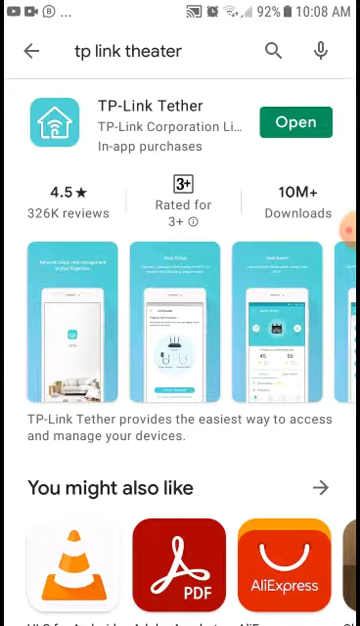 92% 10:08 AM
tp link theater
TP-Link Tether
TP-Link Corporation Li...
In-app purchases
Open
4.5★
326K reviews
3+
Rated for
3+
10M+
Downloads
TP-Link Tether provides the easiest way to access
and manage your devices.
You might also like
PDF
AliExpress